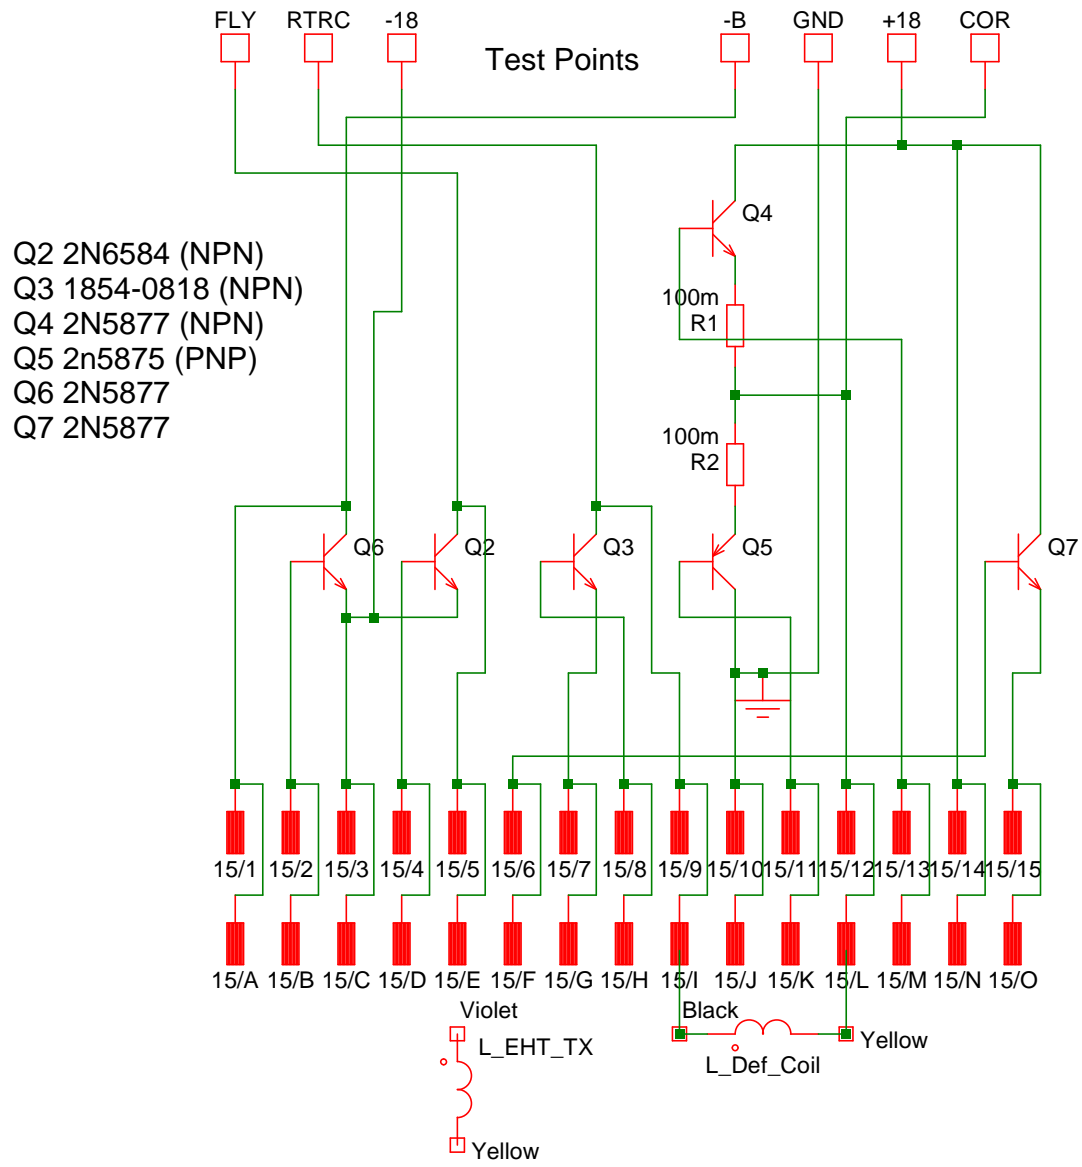 FLY RTRC -18 -B GND +18 COR
Test Points
Q4
Q2 2N6584 (NPN)
Q3 1854-0818 (NPN)
Q4 2N5877 (NPN)
Q5 2n5875 (PNP)
Q6 2N5877
Q7 2N5877
100m
R1
100m
R2
Q6 Q2 Q3 Q5 Q7
15/1 15/2 15/3 15/4 15/5 15/6 15/7 15/8 15/9 15/10 15/11 15/12 15/13 15/14 15/15
15/A 15/B 15/C 15/D 15/E 15/F 15/G 15/H 15/I 15/J 15/K 15/L 15/M 15/N 15/O
Violet Black
L_EHT_TX Yellow
L_Def_Coil
Yellow